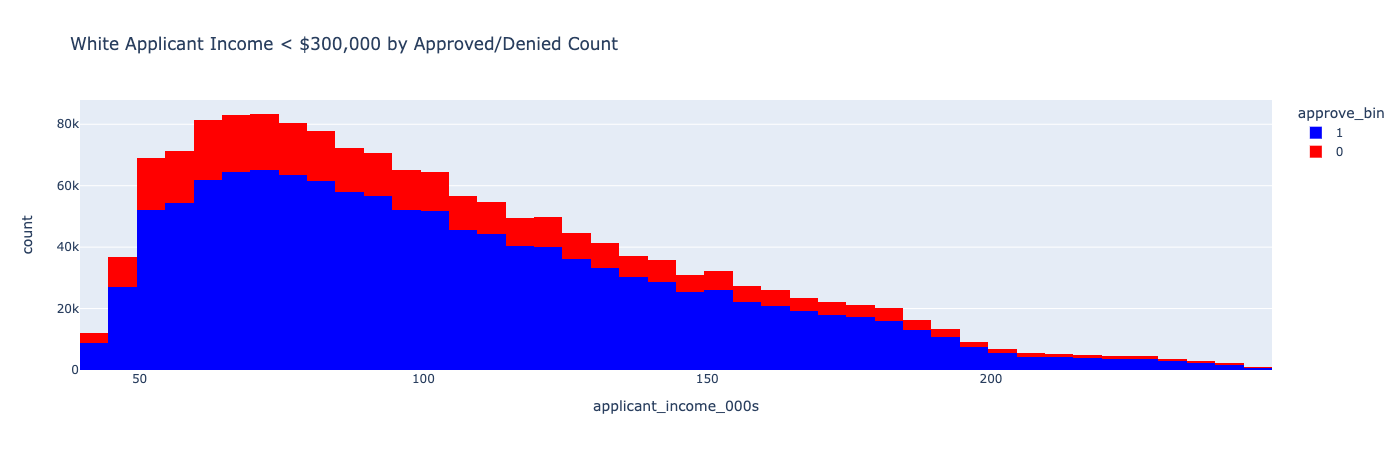 White Applicant Income < $300,000 by Approved/Denied Count
approve_bin
1
0
80k
60k
40k
20k
0
count
50 100 150 200
applicant_income_000s